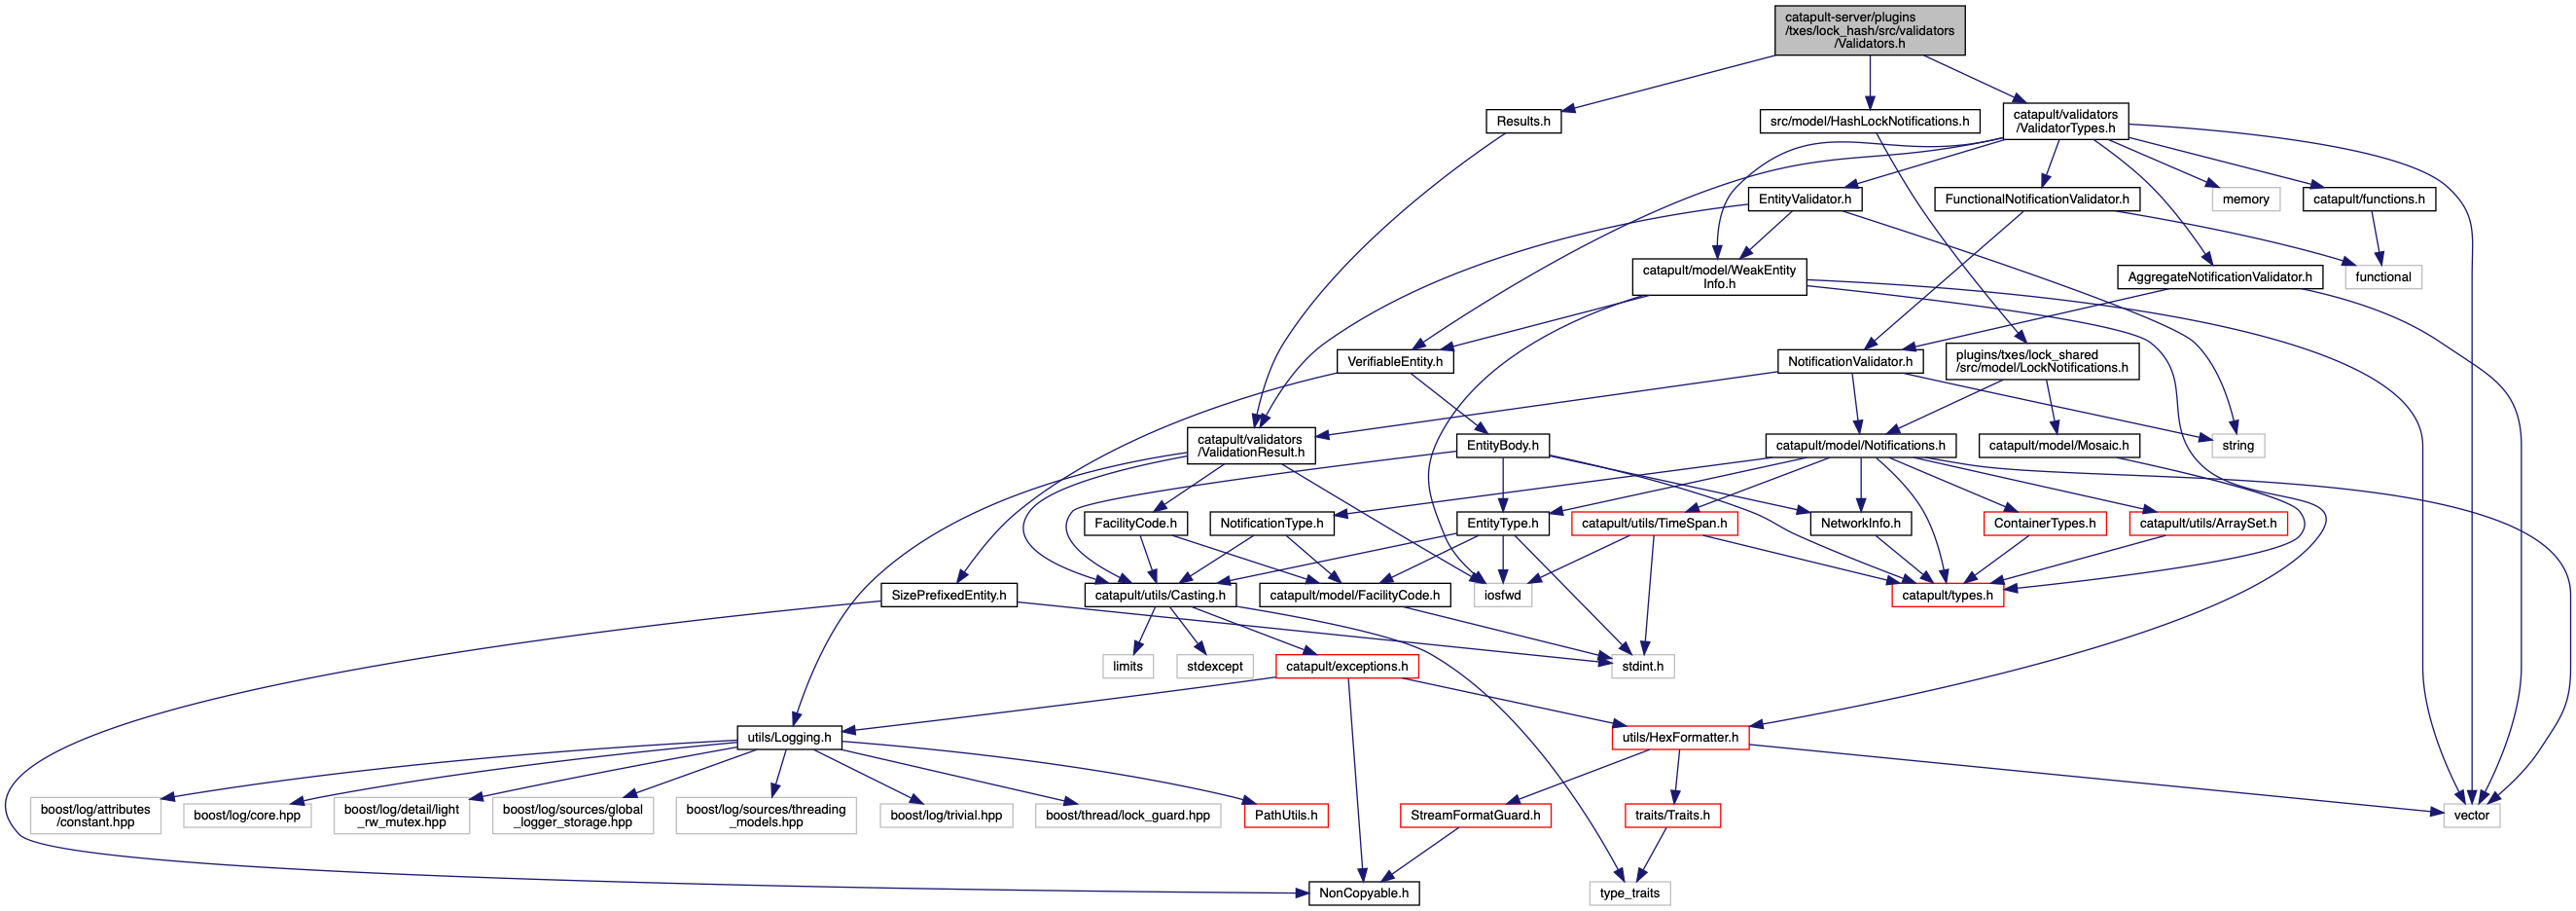 catapult-server/plugins
/txes/lock_hash/src/validators
/Validators.h
Results.h
src/model/HashLockNotifications.h
catapult/validators
/ValidatorTypes.h
EntityValidator.h
FunctionalNotificationValidator.h
memory
catapult/functions.h
catapult/model/WeakEntity
Info.h
AggregateNotificationValidator.h
functional
VerifiableEntity.h
NotificationValidator.h
plugins/txes/lock_shared
/src/model/LockNotifications.h
catapult/validators
/ValidationResult.h
EntityBody.h
catapult/model/Notifications.h
catapult/model/Mosaic.h
string
FacilityCode.h
NotificationType.h
EntityType.h
catapult/utils/TimeSpan.h
NetworkInfo.h
ContainerTypes.h
catapult/utils/ArraySet.h
SizePrefixedEntity.h
catapult/utils/Casting.h
catapult/model/FacilityCode.h
iosfwd
catapult/types.h
limits
stdexcept
catapult/exceptions.h
stdint.h
utils/Logging.h
utils/HexFormatter.h
boost/log/attributes
/constant.hpp
boost/log/core.hpp
boost/log/detail/light
_rw_mutex.hpp
boost/log/sources/global
_logger_storage.hpp
boost/log/sources/threading
_models.hpp
boost/log/trivial.hpp
boost/thread/lock_guard.hpp
PathUtils.h
StreamFormatGuard.h
traits/Traits.h
vector
NonCopyable.h
type_traits